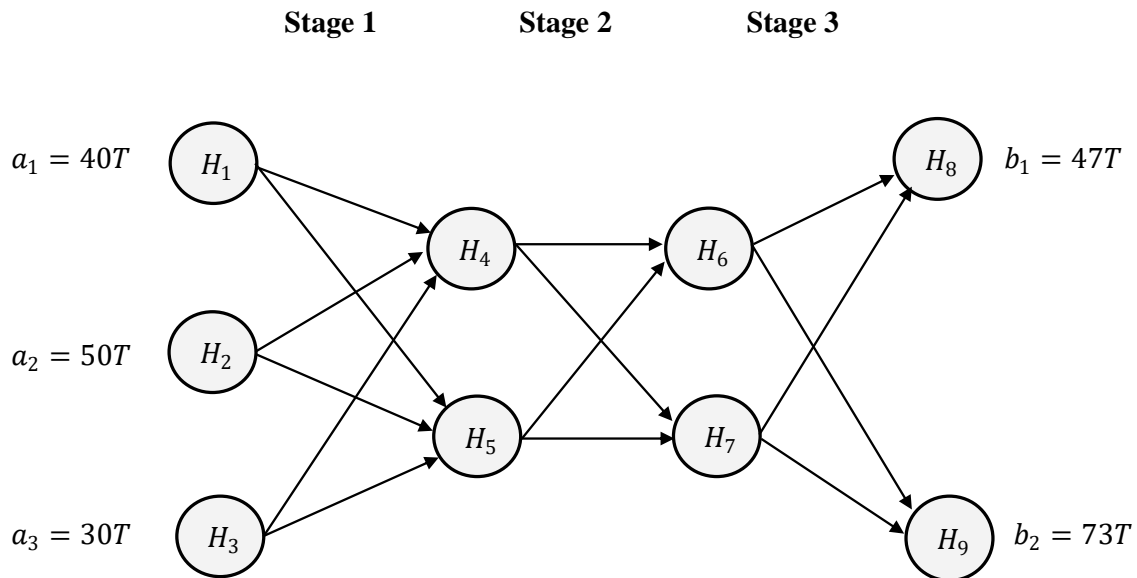 Stage 1 Stage 2 Stage 3
a₁ = 40T H₁ H₈ b₁ = 47T
H₄ H₆
a₂ = 50T H₂
H₅ H₇
a₃ = 30T H₃ H₉ b₂ = 73T